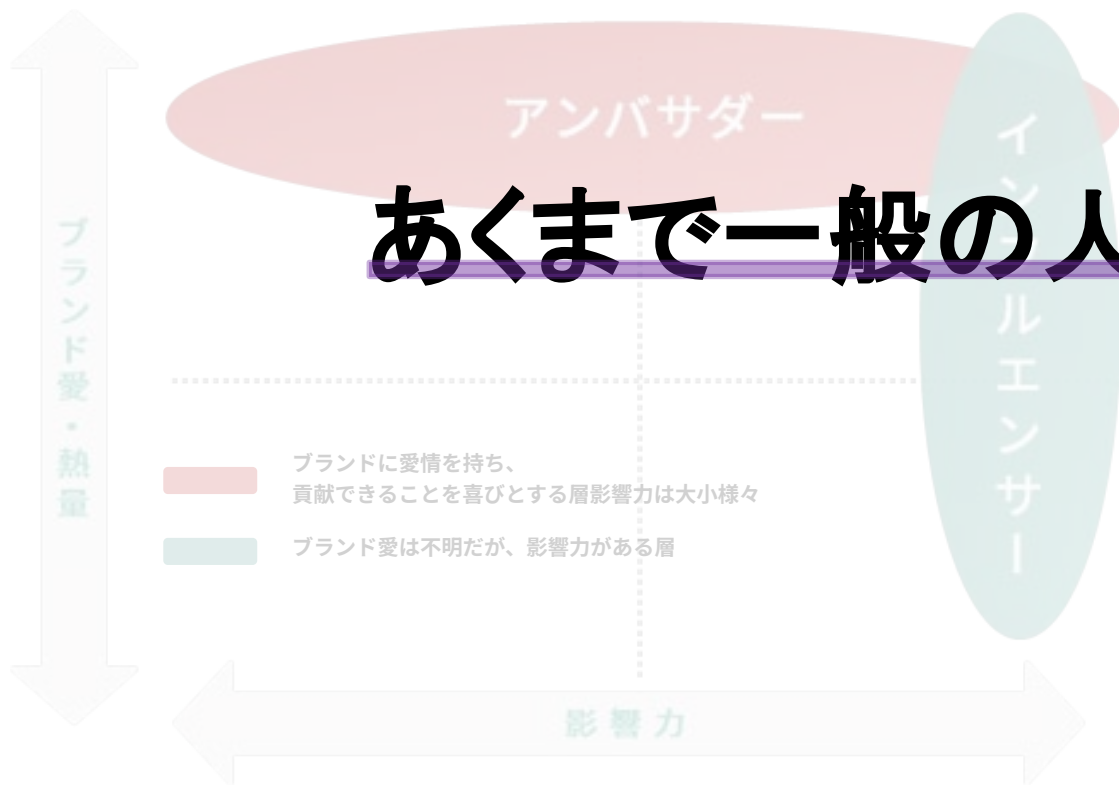 アンバサダー
あくまで一般の人
インフルエンサー
ブランド愛・熱量
ブランドに愛情を持ち、
貢献できることを喜びとする層影響力は大小様々
ブランド愛は不明だが、影響力がある層
影響力